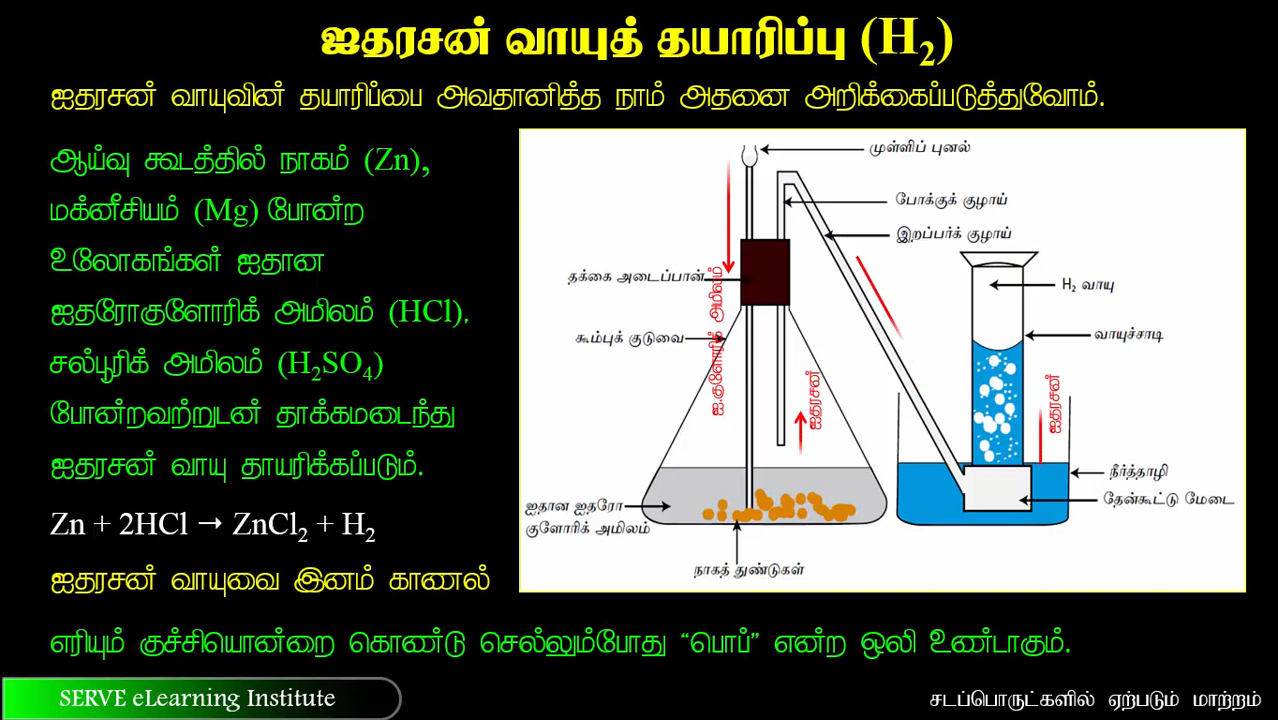 ஐதரசன் வாயுத் தயாரிப்பு (H₂)
ஐதரசன் வாயுவின் தயாரிப்பை அவதானித்த நாம் அதனை அறிக்கைப்படுத்துவோம்.
ஆய்வு கூடத்தில் நாகம் (Zn),
மக்னீசியம் (Mg) போன்ற
உலோகங்கள் ஐதான
ஐதரோகுளோரிக் அமிலம் (HCl),
சல்பூரிக் அமிலம் (H₂SO₄)
போன்றவற்றுடன் தாக்கமடைந்து
ஐதரசன் வாயு தாயரிக்கப்படும்.
Zn + 2HCl → ZnCl₂ + H₂
ஐதரசன் வாயுவை இனம் காணல்
எரியும் குச்சியொன்றை கொண்டு செல்லும்போது “பொப்” என்ற ஒலி உண்டாகும்.
முள்ளிப் புனல்
போக்குக் குழாய்
இறப்பர்க் குழாய்
தக்கை அடைப்பான்
கூம்புக் குடுவை
ஐ.குளோரிக் அமிலம்
ஐதரசன்
H₂ வாயு
வாயுச்சாடி
ஐதரசன்
நீர்த்தாழி
தேன்கூட்டு மேடை
ஐதான ஐதரோ
குளோரிக் அமிலம்
நாகத் துண்டுகள்
SERVE eLearning Institute
சடப்பொருட்களில் ஏற்படும் மாற்றம்